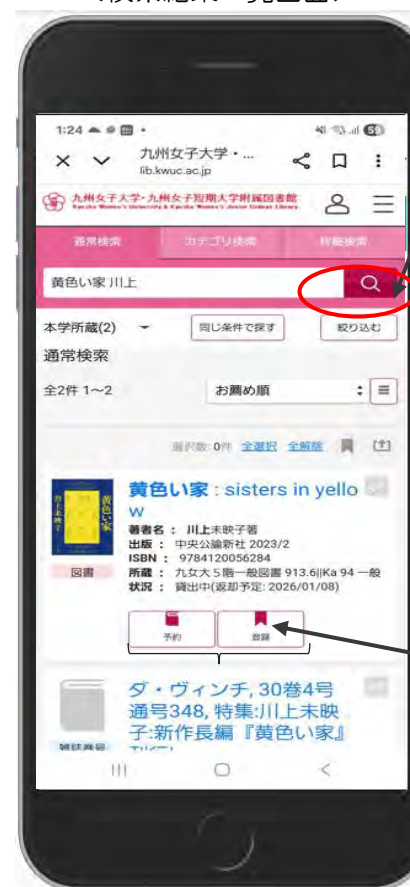 1:24
59
九州女子大学・...
lib.kwuc.ac.jp
九州女子大学・九州女子短期大学附属図書館
Kyushu Women's University & Kyushu Women's Junior College Library
通常検索 カテゴリ検索 詳細検索
黄色い家 川上
本学所蔵(2) 同じ条件で探す 絞り込む
通常検索
全2件 1～2 お薦め順
選択数: 0件 全選択 全解除
黄色い家 : sisters in yello
w
著者名 : 川上未映子著
出版 : 中央公論新社 2023/2
ISBN : 9784120056284
図書
所蔵 : 九女大５階一般図書 913.6||Ka 94 一般
状況 : 貸出中(返却予定: 2026/01/08)
予約 登録
ダ・ヴィンチ, 30巻4号
通号348, 特集:川上未映
子:新作長編『黄色い家』